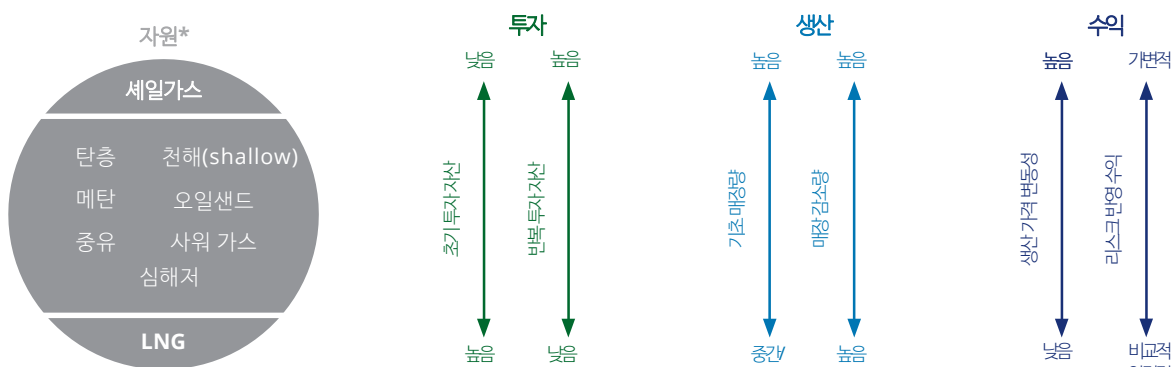 자원*
셰일가스
탄층 천해(shallow)
메탄 오일샌드
중유 사워 가스
심해저
LNG
투자
낮음 높음
초기 투자 자산
반복 투자 자산
높음 낮음
생산
높음 높음
기초 매장량
매장 감소량
중간 높음
수익
높음 가변적
생산 가격 변동성
리스크 반영 수익
낮음 비교적